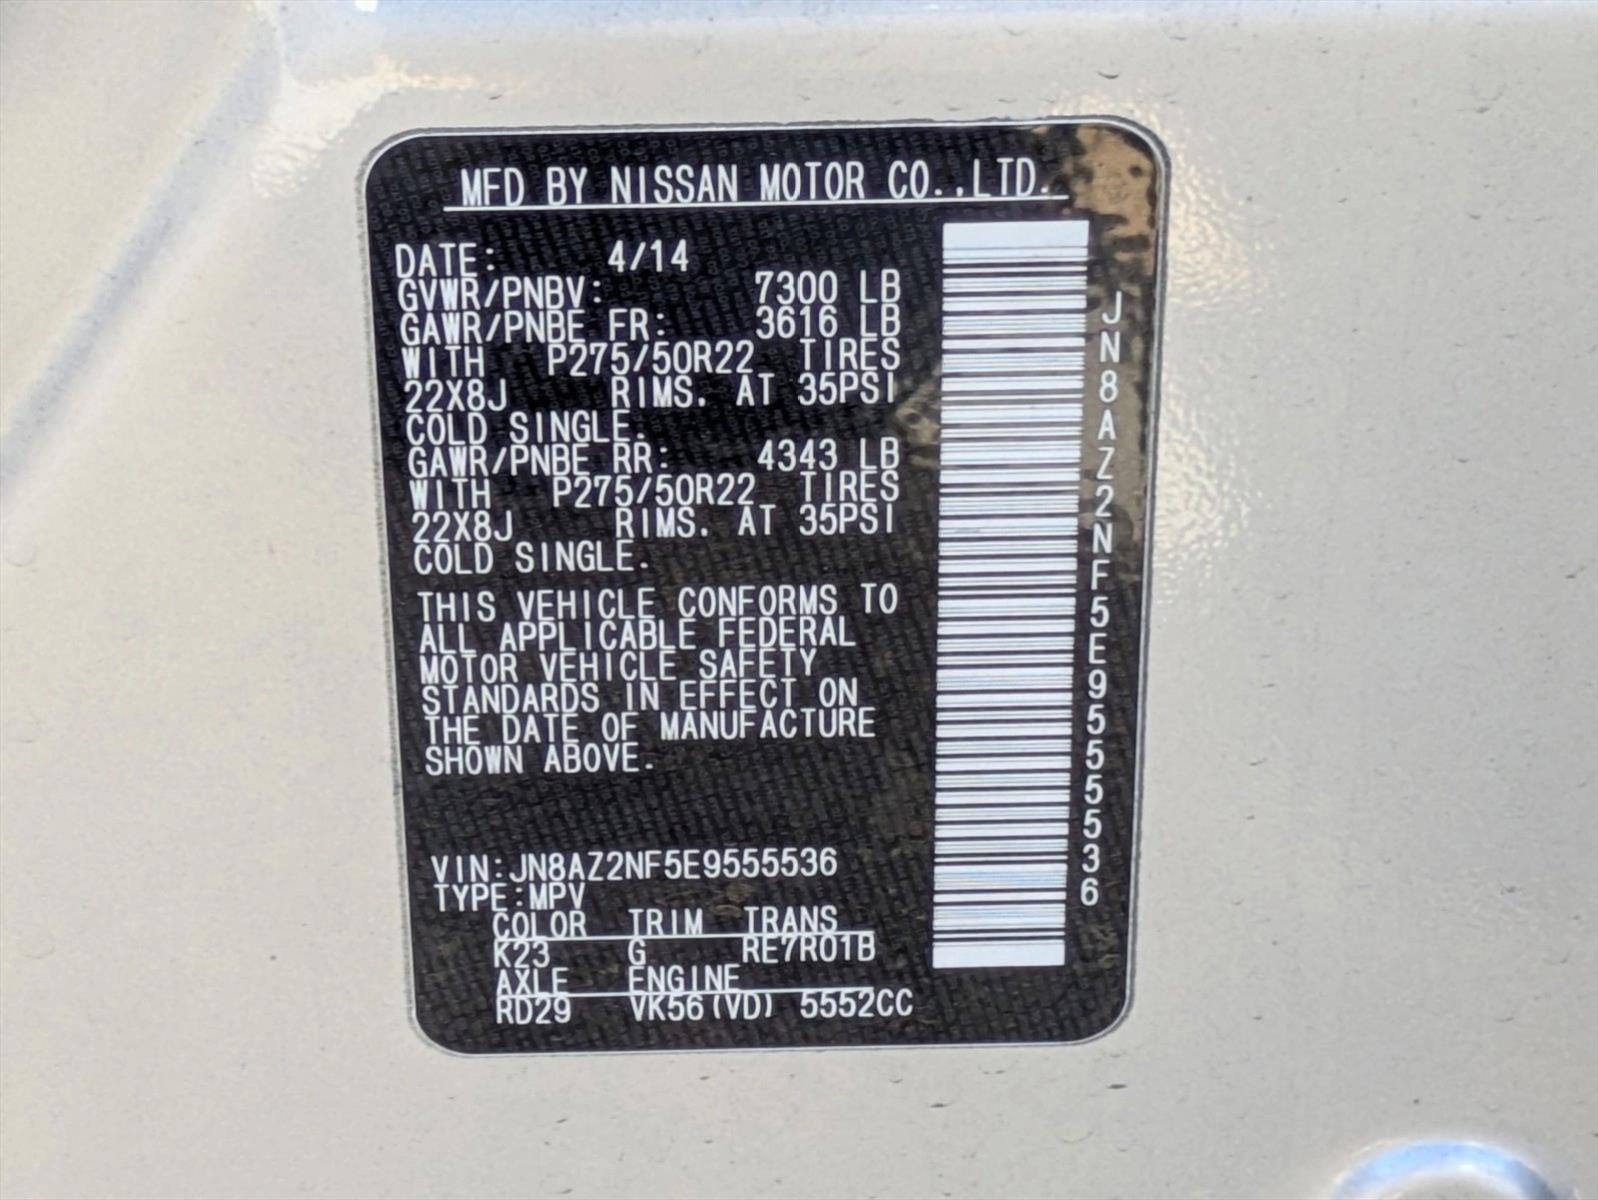 MFD BY NISSAN MOTOR CO.,LTD.
DATE: 4/14
GVWR/PNBV: 7300 LB
GAWR/PNBE FR: 3616 LB
WITH P275/50R22 TIRES
22X8J RIMS. AT 35PSI
COLD SINGLE.
GAWR/PNBE RR: 4343 LB
WITH P275/50R22 TIRES
22X8J RIMS. AT 35PSI
COLD SINGLE.
THIS VEHICLE CONFORMS TO
ALL APPLICABLE FEDERAL
MOTOR VEHICLE SAFETY
STANDARDS IN EFFECT ON
THE DATE OF MANUFACTURE
SHOWN ABOVE.
VIN:JN8AZ2NF5E9555536
TYPE:MPV
COLOR TRIM TRANS
K23 G RE7R01B
AXLE ENGINE
RD29 VK56(VD) 5552CC
JN8AZ2NF5E9555536